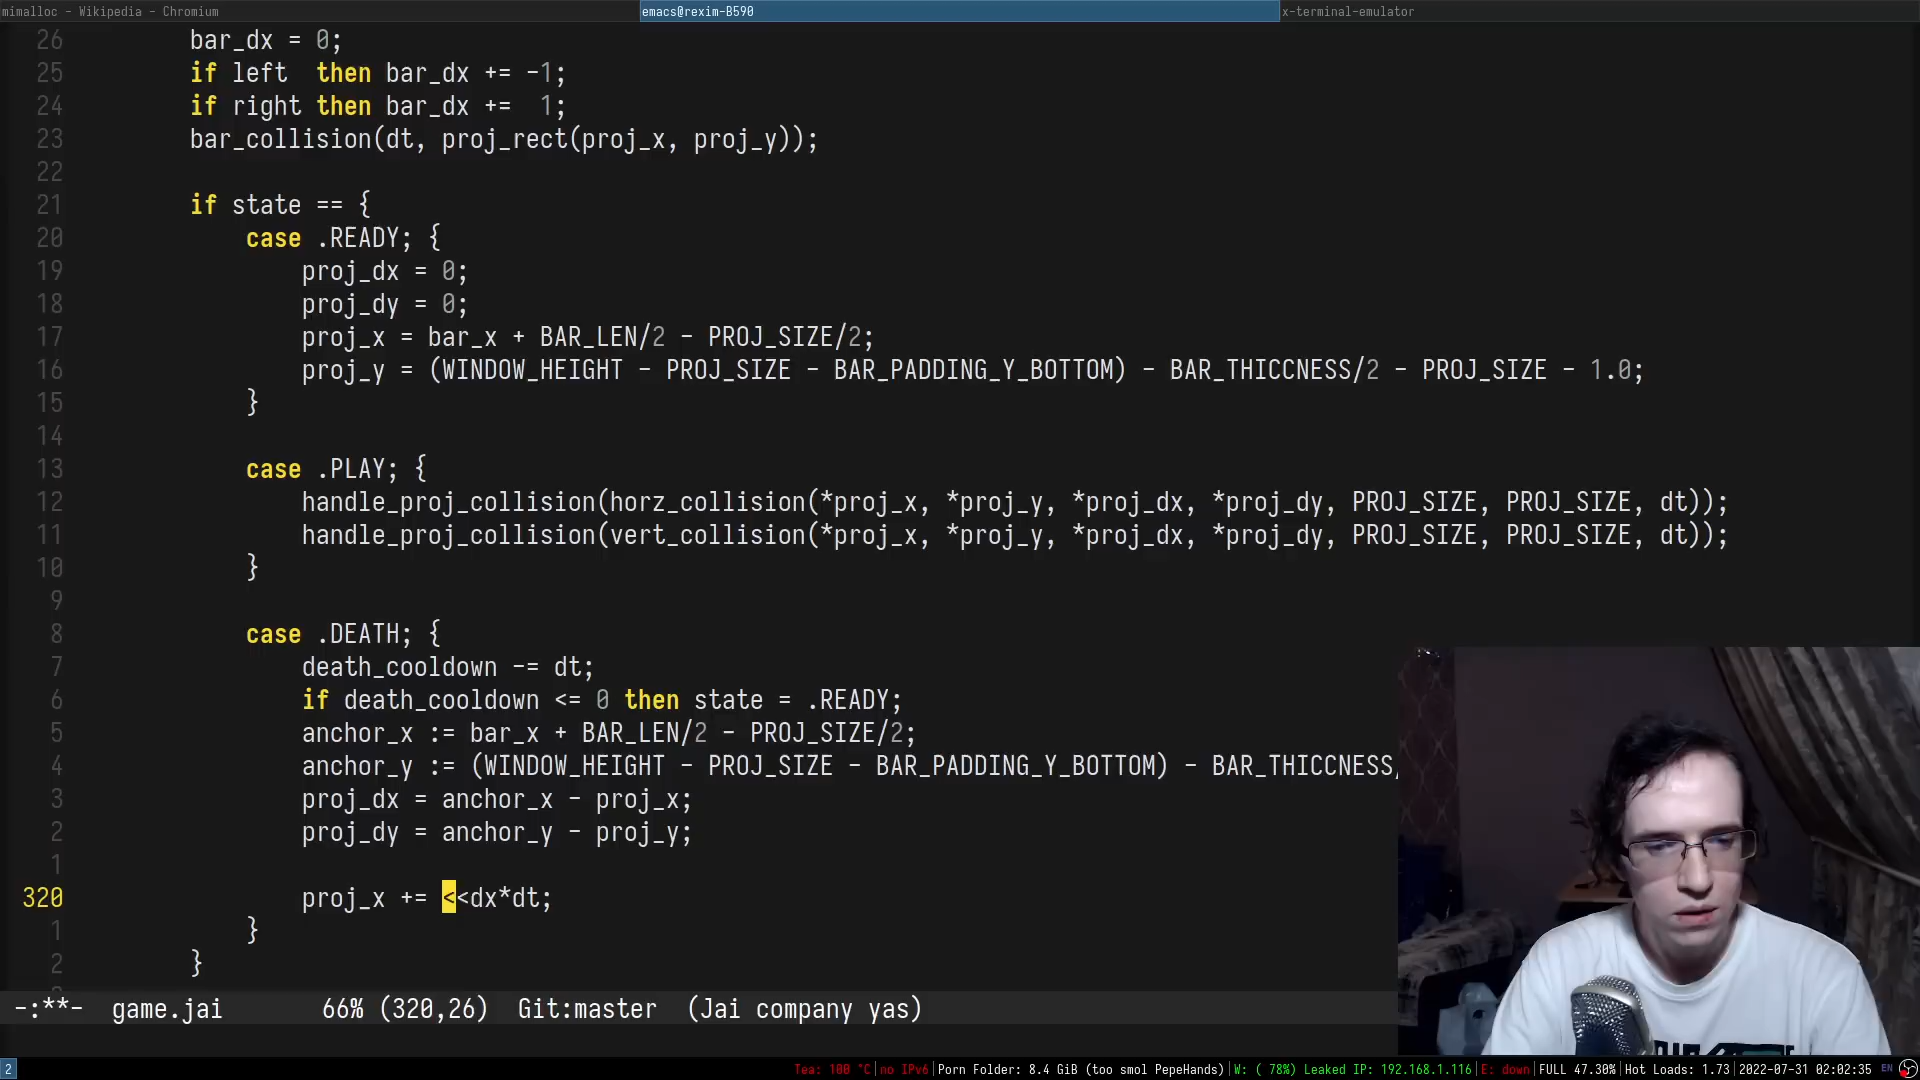 mimalloc - Wikipedia - Chromium
emacs@rexim-B590
x-terminal-emulator
26 bar_dx = 0;
25 if left  then bar_dx += -1;
24 if right then bar_dx +=  1;
23 bar_collision(dt, proj_rect(proj_x, proj_y));
22
21 if state == {
20 case .READY; {
19 proj_dx = 0;
18 proj_dy = 0;
17 proj_x = bar_x + BAR_LEN/2 - PROJ_SIZE/2;
16 proj_y = (WINDOW_HEIGHT - PROJ_SIZE - BAR_PADDING_Y_BOTTOM) - BAR_THICCNESS/2 - PROJ_SIZE - 1.0;
15 }
14
13 case .PLAY; {
12 handle_proj_collision(horz_collision(*proj_x, *proj_y, *proj_dx, *proj_dy, PROJ_SIZE, PROJ_SIZE, dt));
11 handle_proj_collision(vert_collision(*proj_x, *proj_y, *proj_dx, *proj_dy, PROJ_SIZE, PROJ_SIZE, dt));
10 }
9
8 case .DEATH; {
7 death_cooldown -= dt;
6 if death_cooldown <= 0 then state = .READY;
5 anchor_x := bar_x + BAR_LEN/2 - PROJ_SIZE/2;
4 anchor_y := (WINDOW_HEIGHT - PROJ_SIZE - BAR_PADDING_Y_BOTTOM) - BAR_THICCNESS/
3 proj_dx = anchor_x - proj_x;
2 proj_dy = anchor_y - proj_y;
1
320 proj_x += <<dx*dt;
1 }
2 }
-:**-  game.jai 66% (320,26) Git:master (Jai company yas)
2 Tea: 100 °C|no IPv6|Porn Folder: 8.4 GiB (too smol PepeHands)|W: ( 78%) Leaked IP: 192.168.1.116|E: down|FULL 47.30%|Hot Loads: 1.73|2022-07-31 02:02:35 EN